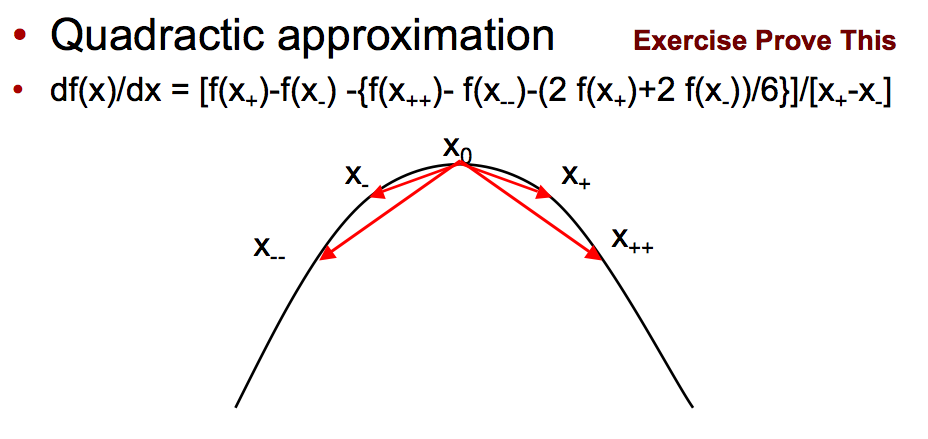 • Quadractic approximation Exercise Prove This
• df(x)/dx = [f(x₊)-f(x₋) -{f(x₊₊)- f(x₋₋)-(2 f(x₊)+2 f(x₋))/6}]/[x₊-x₋]
x₀
x₋ x₊
x₋₋ x₊₊